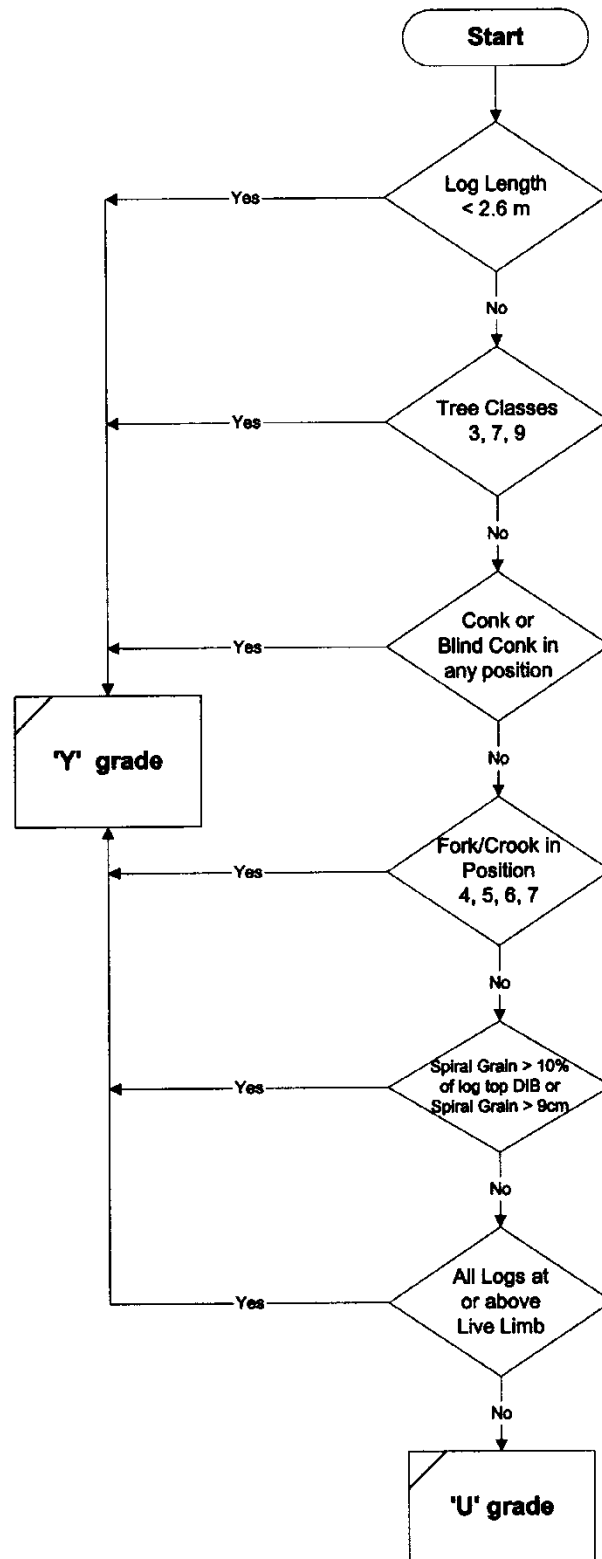 Start
Log Length
< 2.6 m
Yes
No
Tree Classes
3, 7, 9
Yes
No
Conk or
Blind Conk in
any position
Yes
No
'Y' grade
Fork/Crook in
Position
4, 5, 6, 7
Yes
No
Spiral Grain > 10%
of log top DIB or
Spiral Grain > 9cm
Yes
No
All Logs at
or above
Live Limb
Yes
No
'U' grade